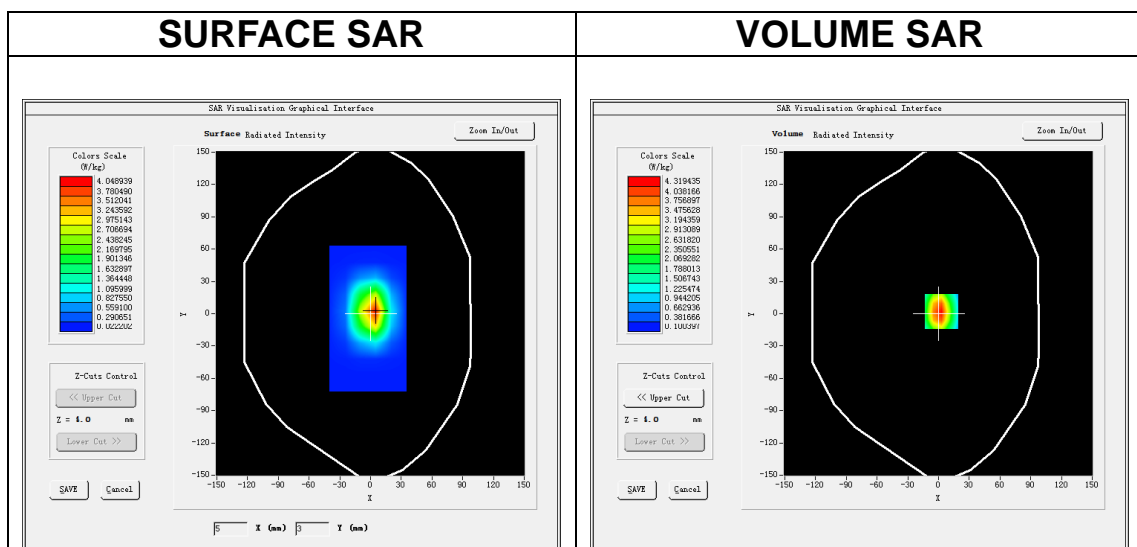 SURFACE SAR
VOLUME SAR
SAR Visualisation Graphical Interface
Surface Radiated Intensity
Zoom In/Out
Colors Scale
(W/kg)
4.048939
3.780490
3.512041
3.243592
2.975143
2.706694
2.438245
2.169795
1.901346
1.632897
1.364448
1.095999
0.827550
0.559100
0.290651
0.022202
150
120
90
60
30
0
-30
-60
-90
-120
-150
Y
-150 -120 -90 -60 -30 0 30 60 90 120 150
X
Z-Cuts Control
<< Upper Cut
Z = 4.0 mm
Lower Cut >>
SAVE Cancel
5 X (mm) 3 Y (mm)
SAR Visualisation Graphical Interface
Volume Radiated Intensity
Zoom In/Out
Colors Scale
(W/kg)
4.319435
4.038166
3.756897
3.475628
3.194359
2.913089
2.631820
2.350551
2.069282
1.788013
1.506743
1.225474
0.944205
0.662936
0.381666
0.100397
150
120
90
60
30
0
-30
-60
-90
-120
-150
Y
-150 -120 -90 -60 -30 0 30 60 90 120 150
X
Z-Cuts Control
<< Upper Cut
Z = 4.0 mm
Lower Cut >>
SAVE Cancel